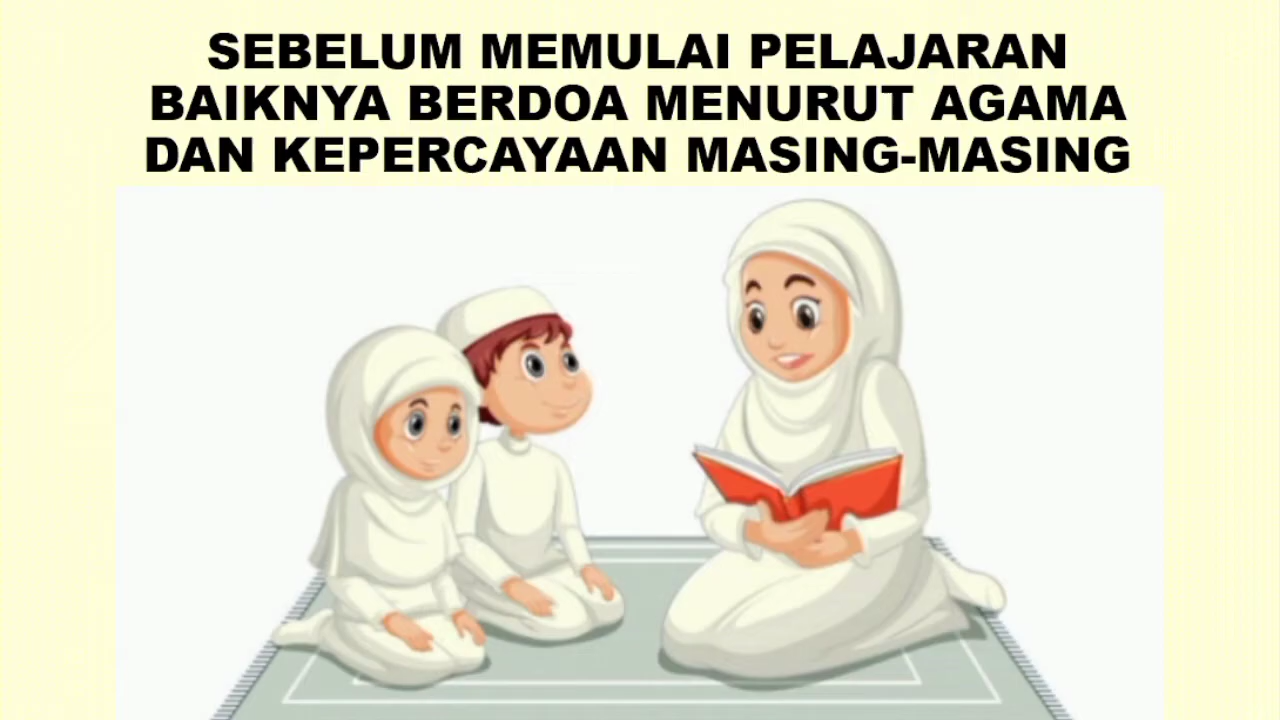 SEBELUM MEMULAI PELAJARAN
BAIKNYA BERDOA MENURUT AGAMA
DAN KEPERCAYAAN MASING-MASING